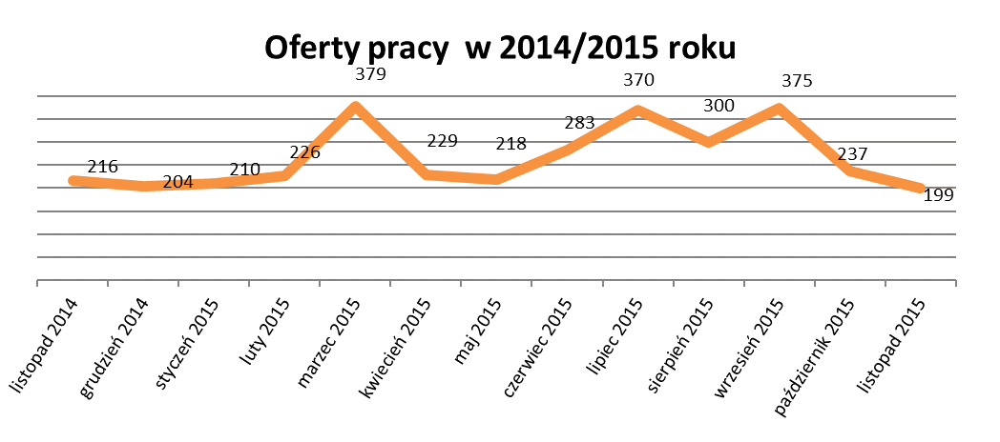 Oferty pracy w 2014/2015 roku
379
370
375
300
283
229
218
226
237
216
210
204
199
listopad 2014
grudzień 2014
styczeń 2015
luty 2015
marzec 2015
kwiecień 2015
maj 2015
czerwiec 2015
lipiec 2015
sierpień 2015
wrzesień 2015
październik 2015
listopad 2015